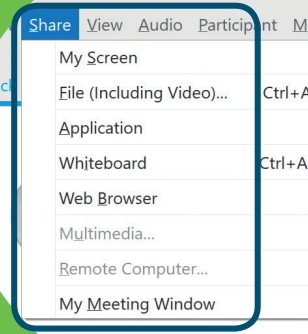 Share View Audio Participant M
My Screen
File (Including Video)... Ctrl+A
Application
Whiteboard Ctrl+A
Web Browser
Multimedia...
Remote Computer...
My Meeting Window